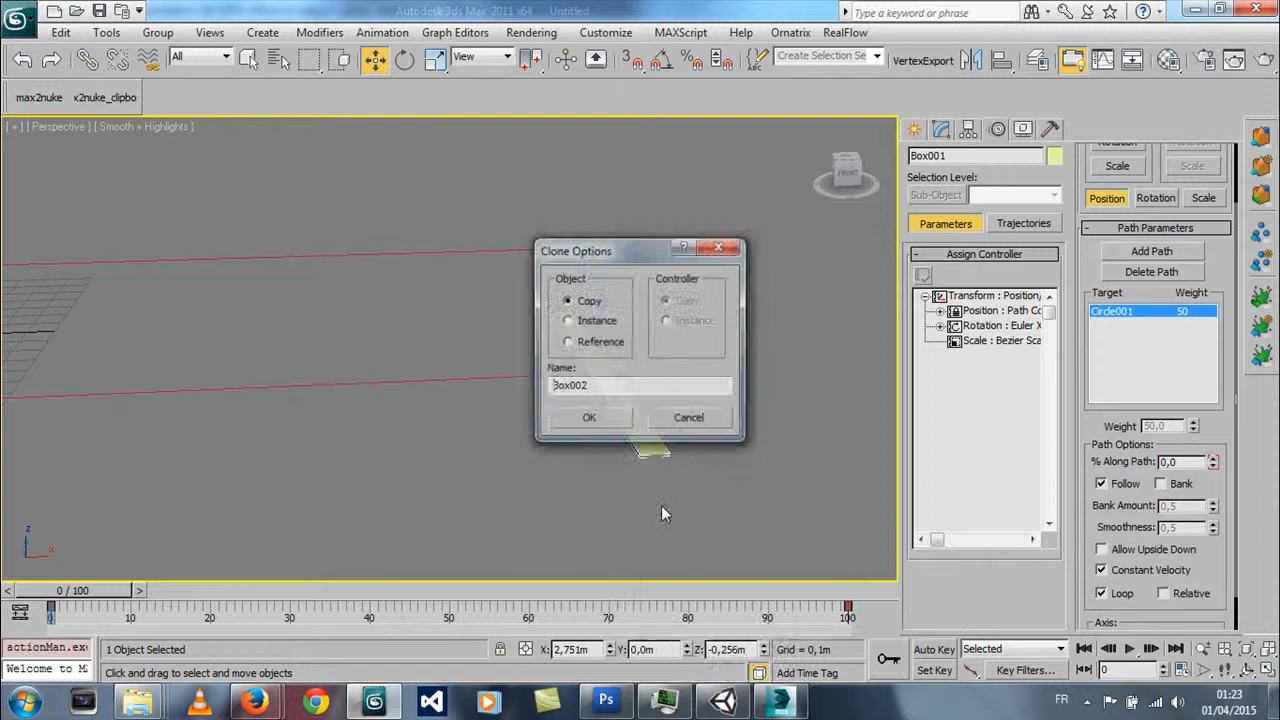 Autodesk 3ds Max 2011 x64 Untitled
Type a keyword or phrase
Edit Tools Group Views Create Modifiers Animation Graph Editors Rendering Customize MAXScript Help Ornatrix RealFlow
All View 3 Create Selection Se VertexExport
max2nuke x2nuke_clipbo
[ + ] [ Perspective ] [ Smooth + Highlights ]
FRONT
Box001
Selection Level:
Sub-Object
Parameters Trajectories
Assign Controller
Transform : Position,
Position : Path Co
Rotation : Euler X
Scale : Bezier Sca
Scale Scale
Position Rotation Scale
Path Parameters
Add Path
Delete Path
Target Weight
Circle001 50
Weight 50,0
Path Options:
% Along Path: 0,0
Follow Bank
Bank Amount: 0,5
Smoothness: 0,5
Allow Upside Down
Constant Velocity
Loop Relative
Axis:
Clone Options
Object Controller
Copy Copy
Instance Instance
Reference
Name:
Box002
OK Cancel
z
x
0 / 100
0 10 20 30 40 50 60 70 80 90 100
actionMan.ex 1 Object Selected X: 2,751m Y: 0,0m Z: -0,256m Grid = 0,1m Auto Key Selected
Welcome to M Click and drag to select and move objects Add Time Tag Set Key Key Filters... 0
Ps FR 01:23
01/04/2015